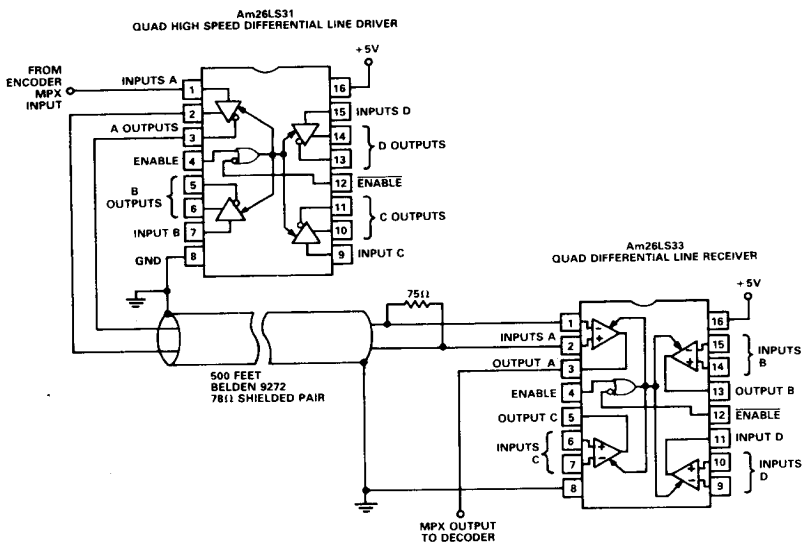 Am26LS31
QUAD HIGH SPEED DIFFERENTIAL LINE DRIVER
+5V
FROM
ENCODER
MPX
INPUT
INPUTS A
1
2
A OUTPUTS
3
ENABLE
4
B
OUTPUTS
5
6
INPUT B
7
GND
8
16
15
INPUTS D
14
13
D OUTPUTS
12
ENABLE
11
10
C OUTPUTS
9
INPUT C
75Ω
500 FEET
BELDEN 9272
78Ω SHIELDED PAIR
Am26LS33
QUAD DIFFERENTIAL LINE RECEIVER
+5V
1
INPUTS A
2
OUTPUT A
3
ENABLE
4
OUTPUT C
5
INPUTS
C
6
7
8
16
15
14
INPUTS
B
13
OUTPUT B
12
ENABLE
11
INPUT D
10
9
INPUTS
D
MPX OUTPUT
TO DECODER